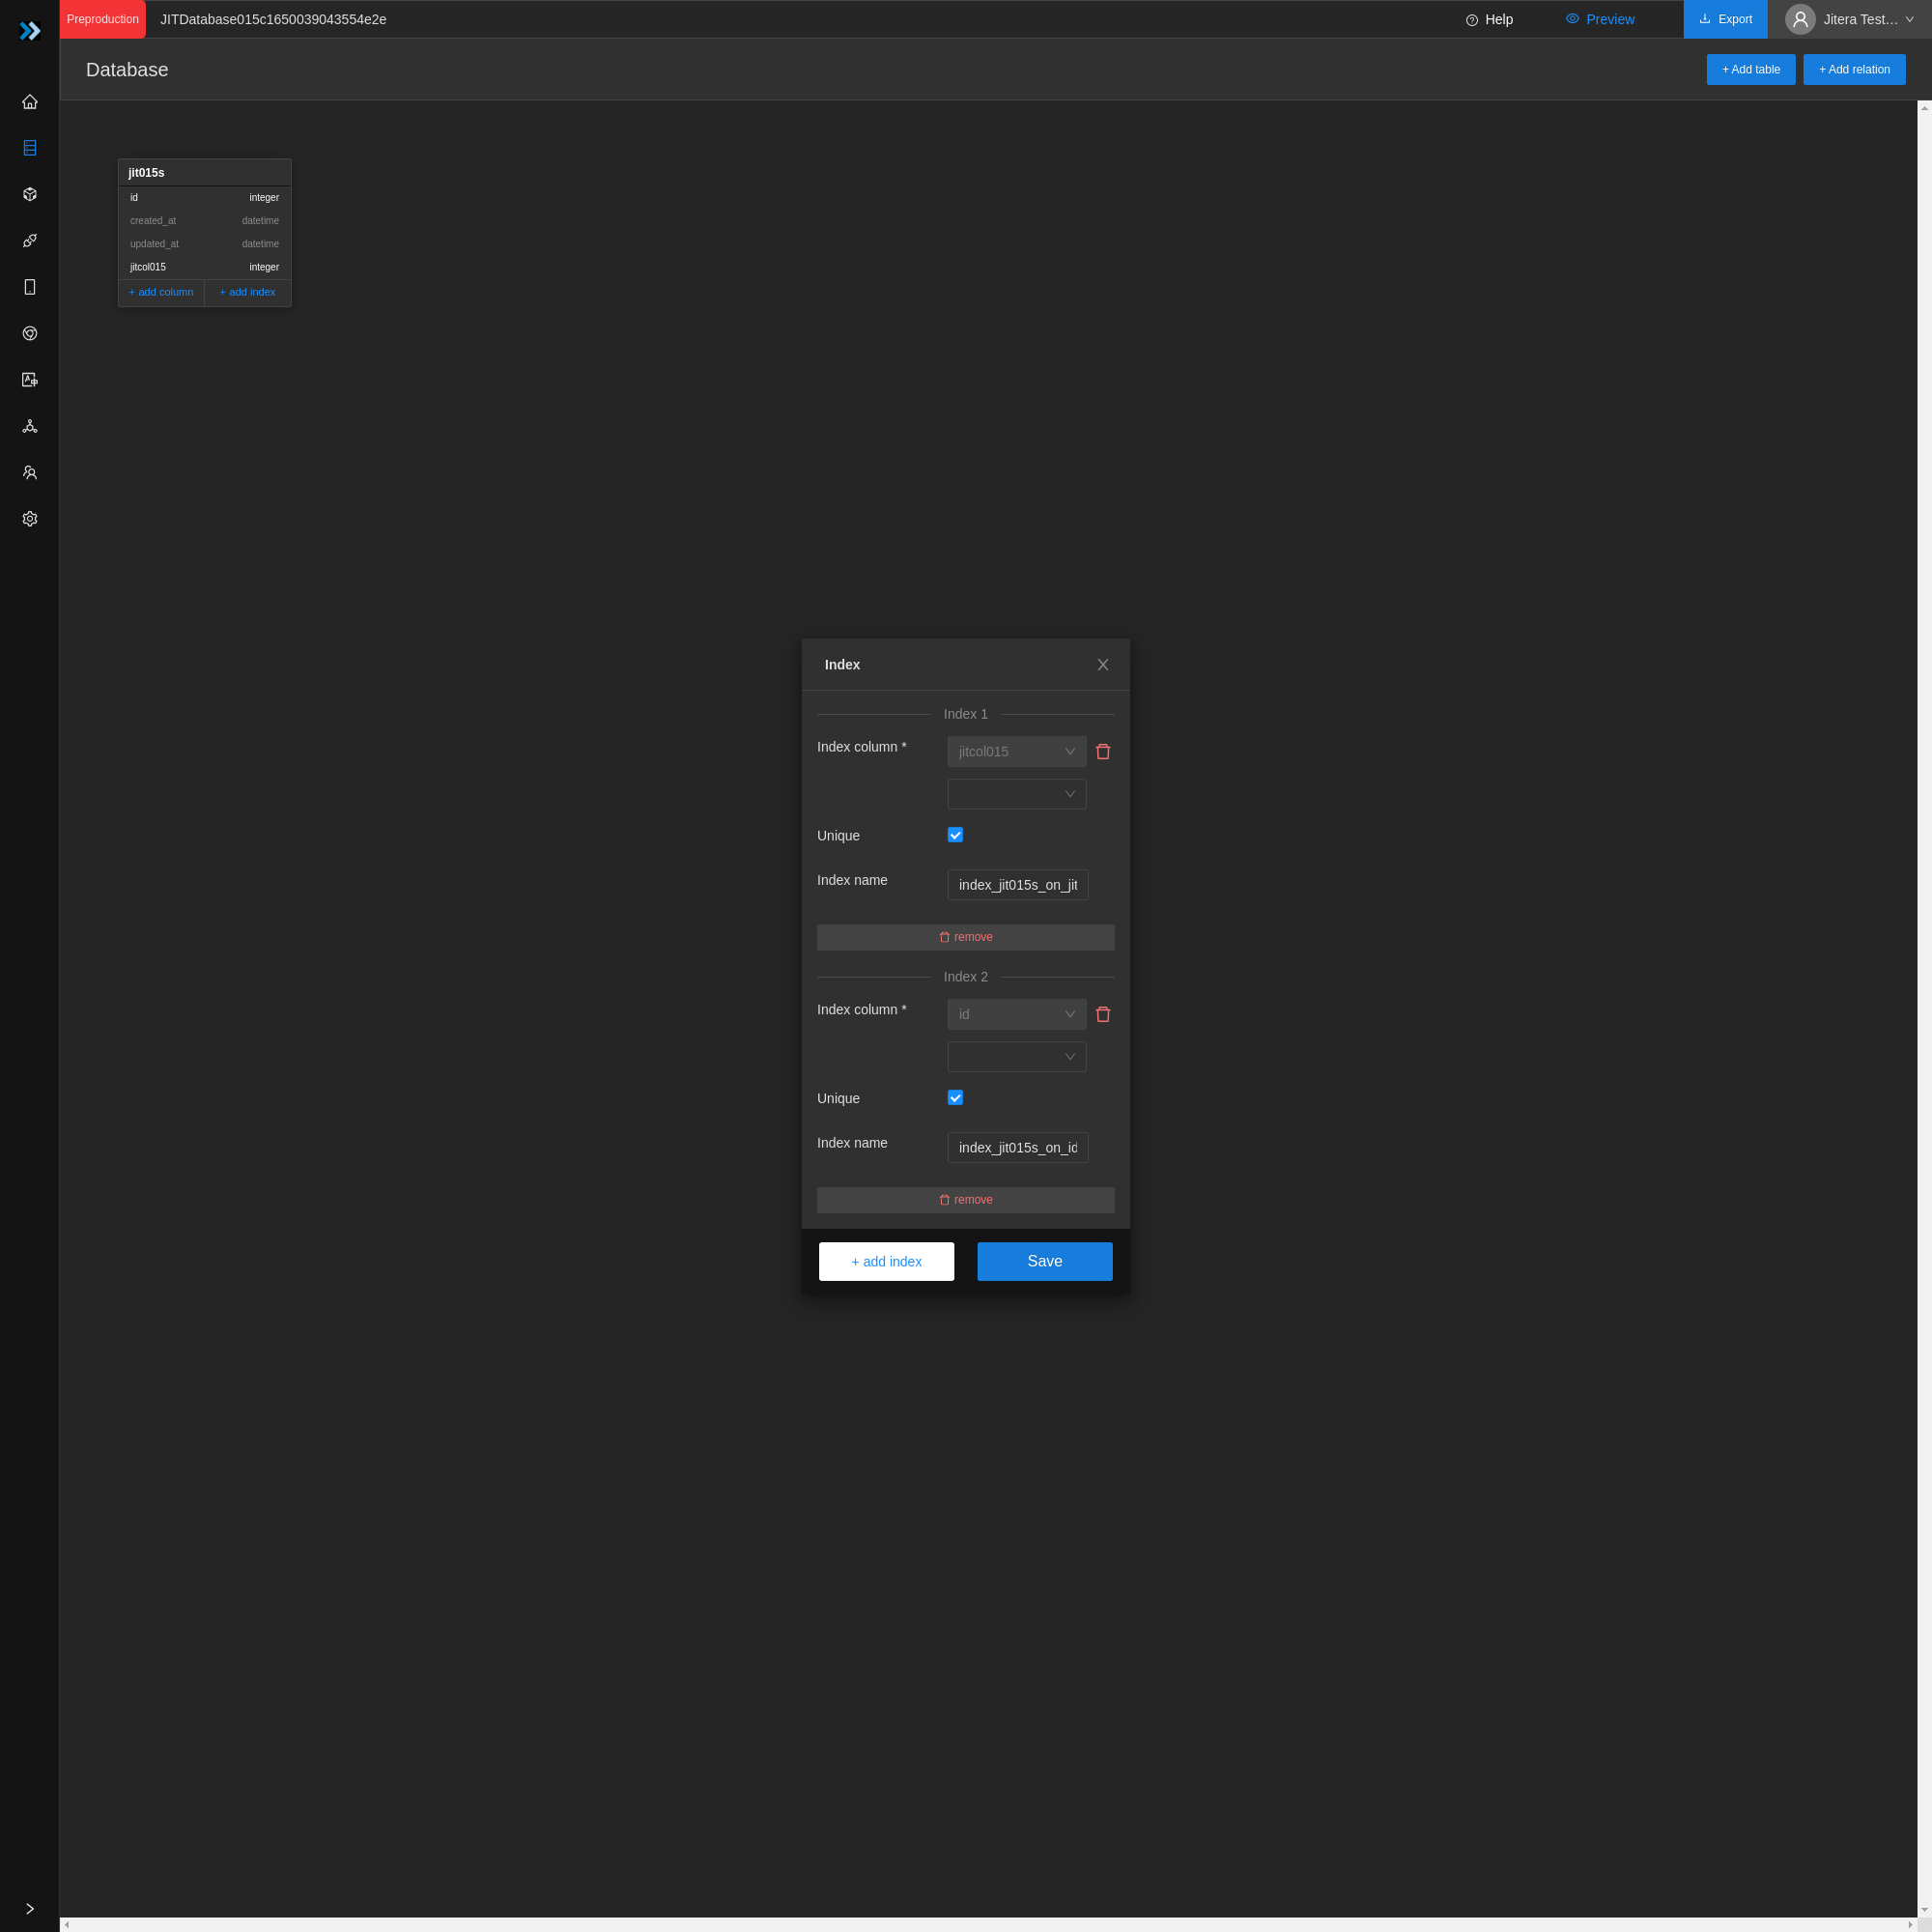 Preproduction JITDatabase015c1650039043554e2e Help Preview Export Jitera Test...
Database + Add table + Add relation
jit015s
id integer
created_at datetime
updated_at datetime
jitcol015 integer
+ add column + add index
Index
Index 1
Index column * jitcol015
Unique
Index name index_jit015s_on_jit
remove
Index 2
Index column * id
Unique
Index name index_jit015s_on_id
remove
+ add index Save